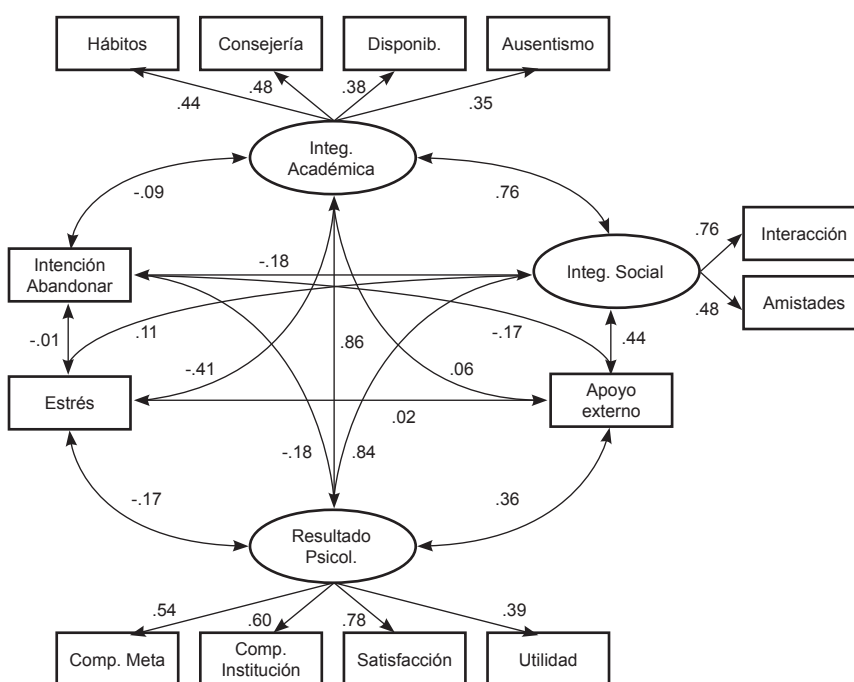 Hábitos
Consejería
Disponib.
Ausentismo
.44
.48
.38
.35
Integ.
Académica
-.09
.76
Intención
Abandonar
-.18
Integ. Social
.76
Interacción
.48
Amistades
-.01
.11
-.41
.86
.06
-.17
.44
Estrés
.02
Apoyo
externo
-.17
-.18
.84
.36
Resultado
Psicol.
.54
.60
.78
.39
Comp. Meta
Comp.
Institución
Satisfacción
Utilidad